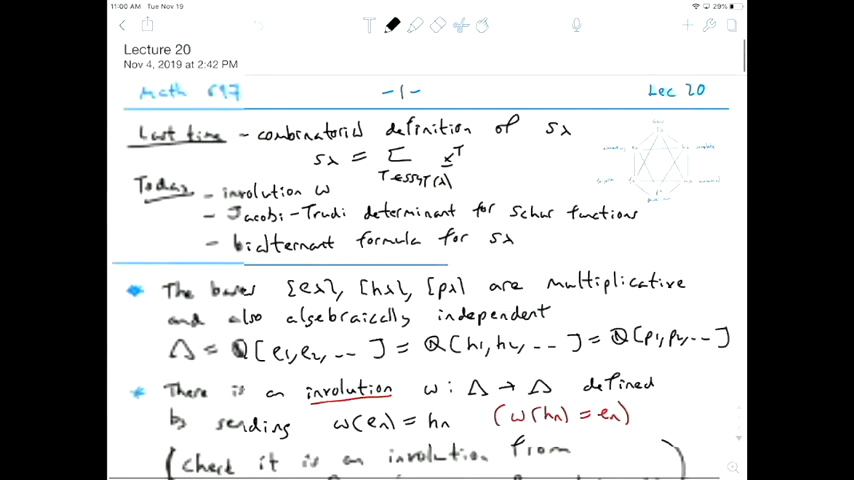 11:00 AM Tue Nov 19
29%
Lecture 20
Nov 4, 2019 at 2:42 PM
Math 697 -1- Lec 20
Last time - combinatorial definition of sλ
sλ = Σ x^T
T∈SSYT(λ)
Today - involution ω
- Jacobi-Trudi determinant for Schur functions
- bialternant formula for sλ
The bases {eλ}, {hλ}, {pλ} are multiplicative
and also algebraically independent
Λ = Q[e1, e2, ...] = Q[h1, h2, ...] = Q[p1, p2, ...]
* There is an involution ω: Λ → Λ defined
by sending ω(en) = hn (ω(hn) = en)
(check it is an involution from